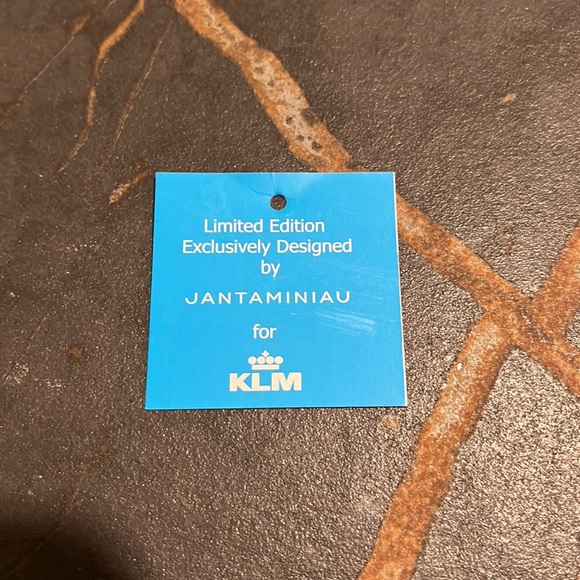 Limited Edition
Exclusively Designed
by
JANTAMINIAU
for
KLM